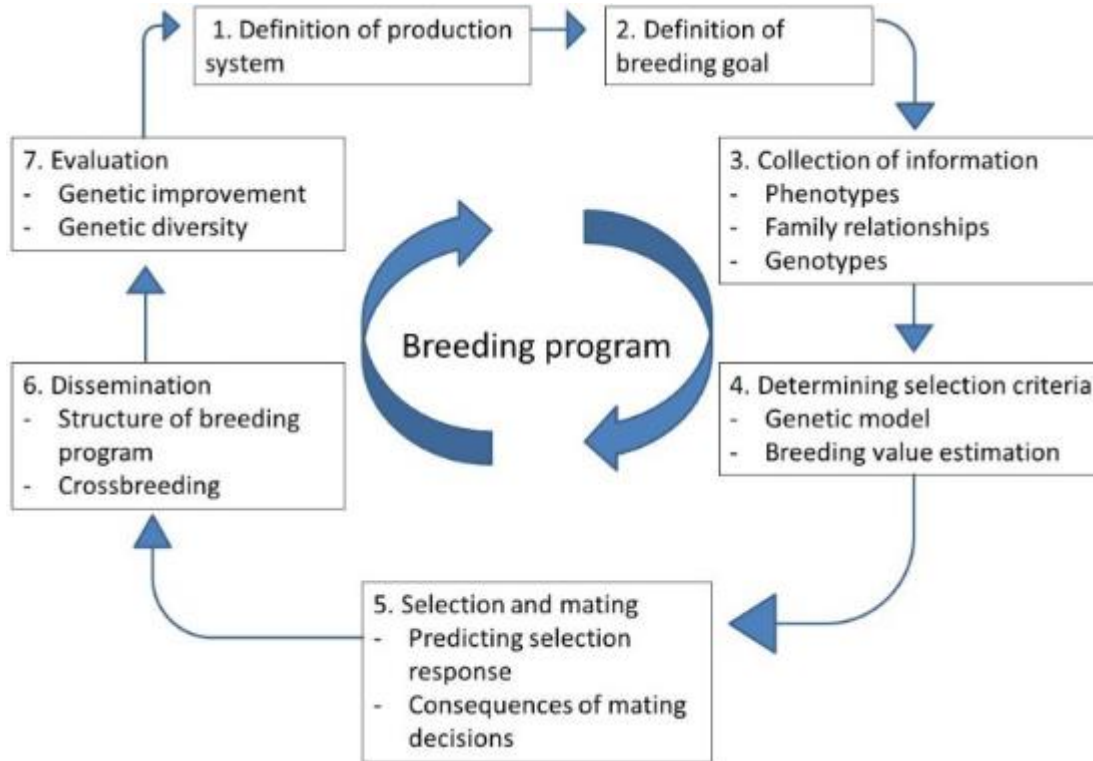 1. Definition of production
system
2. Definition of
breeding goal
3. Collection of information
- Phenotypes
- Family relationships
- Genotypes
4. Determining selection criteria
- Genetic model
- Breeding value estimation
5. Selection and mating
- Predicting selection
response
- Consequences of mating
decisions
6. Dissemination
- Structure of breeding
program
- Crossbreeding
7. Evaluation
- Genetic improvement
- Genetic diversity
Breeding program